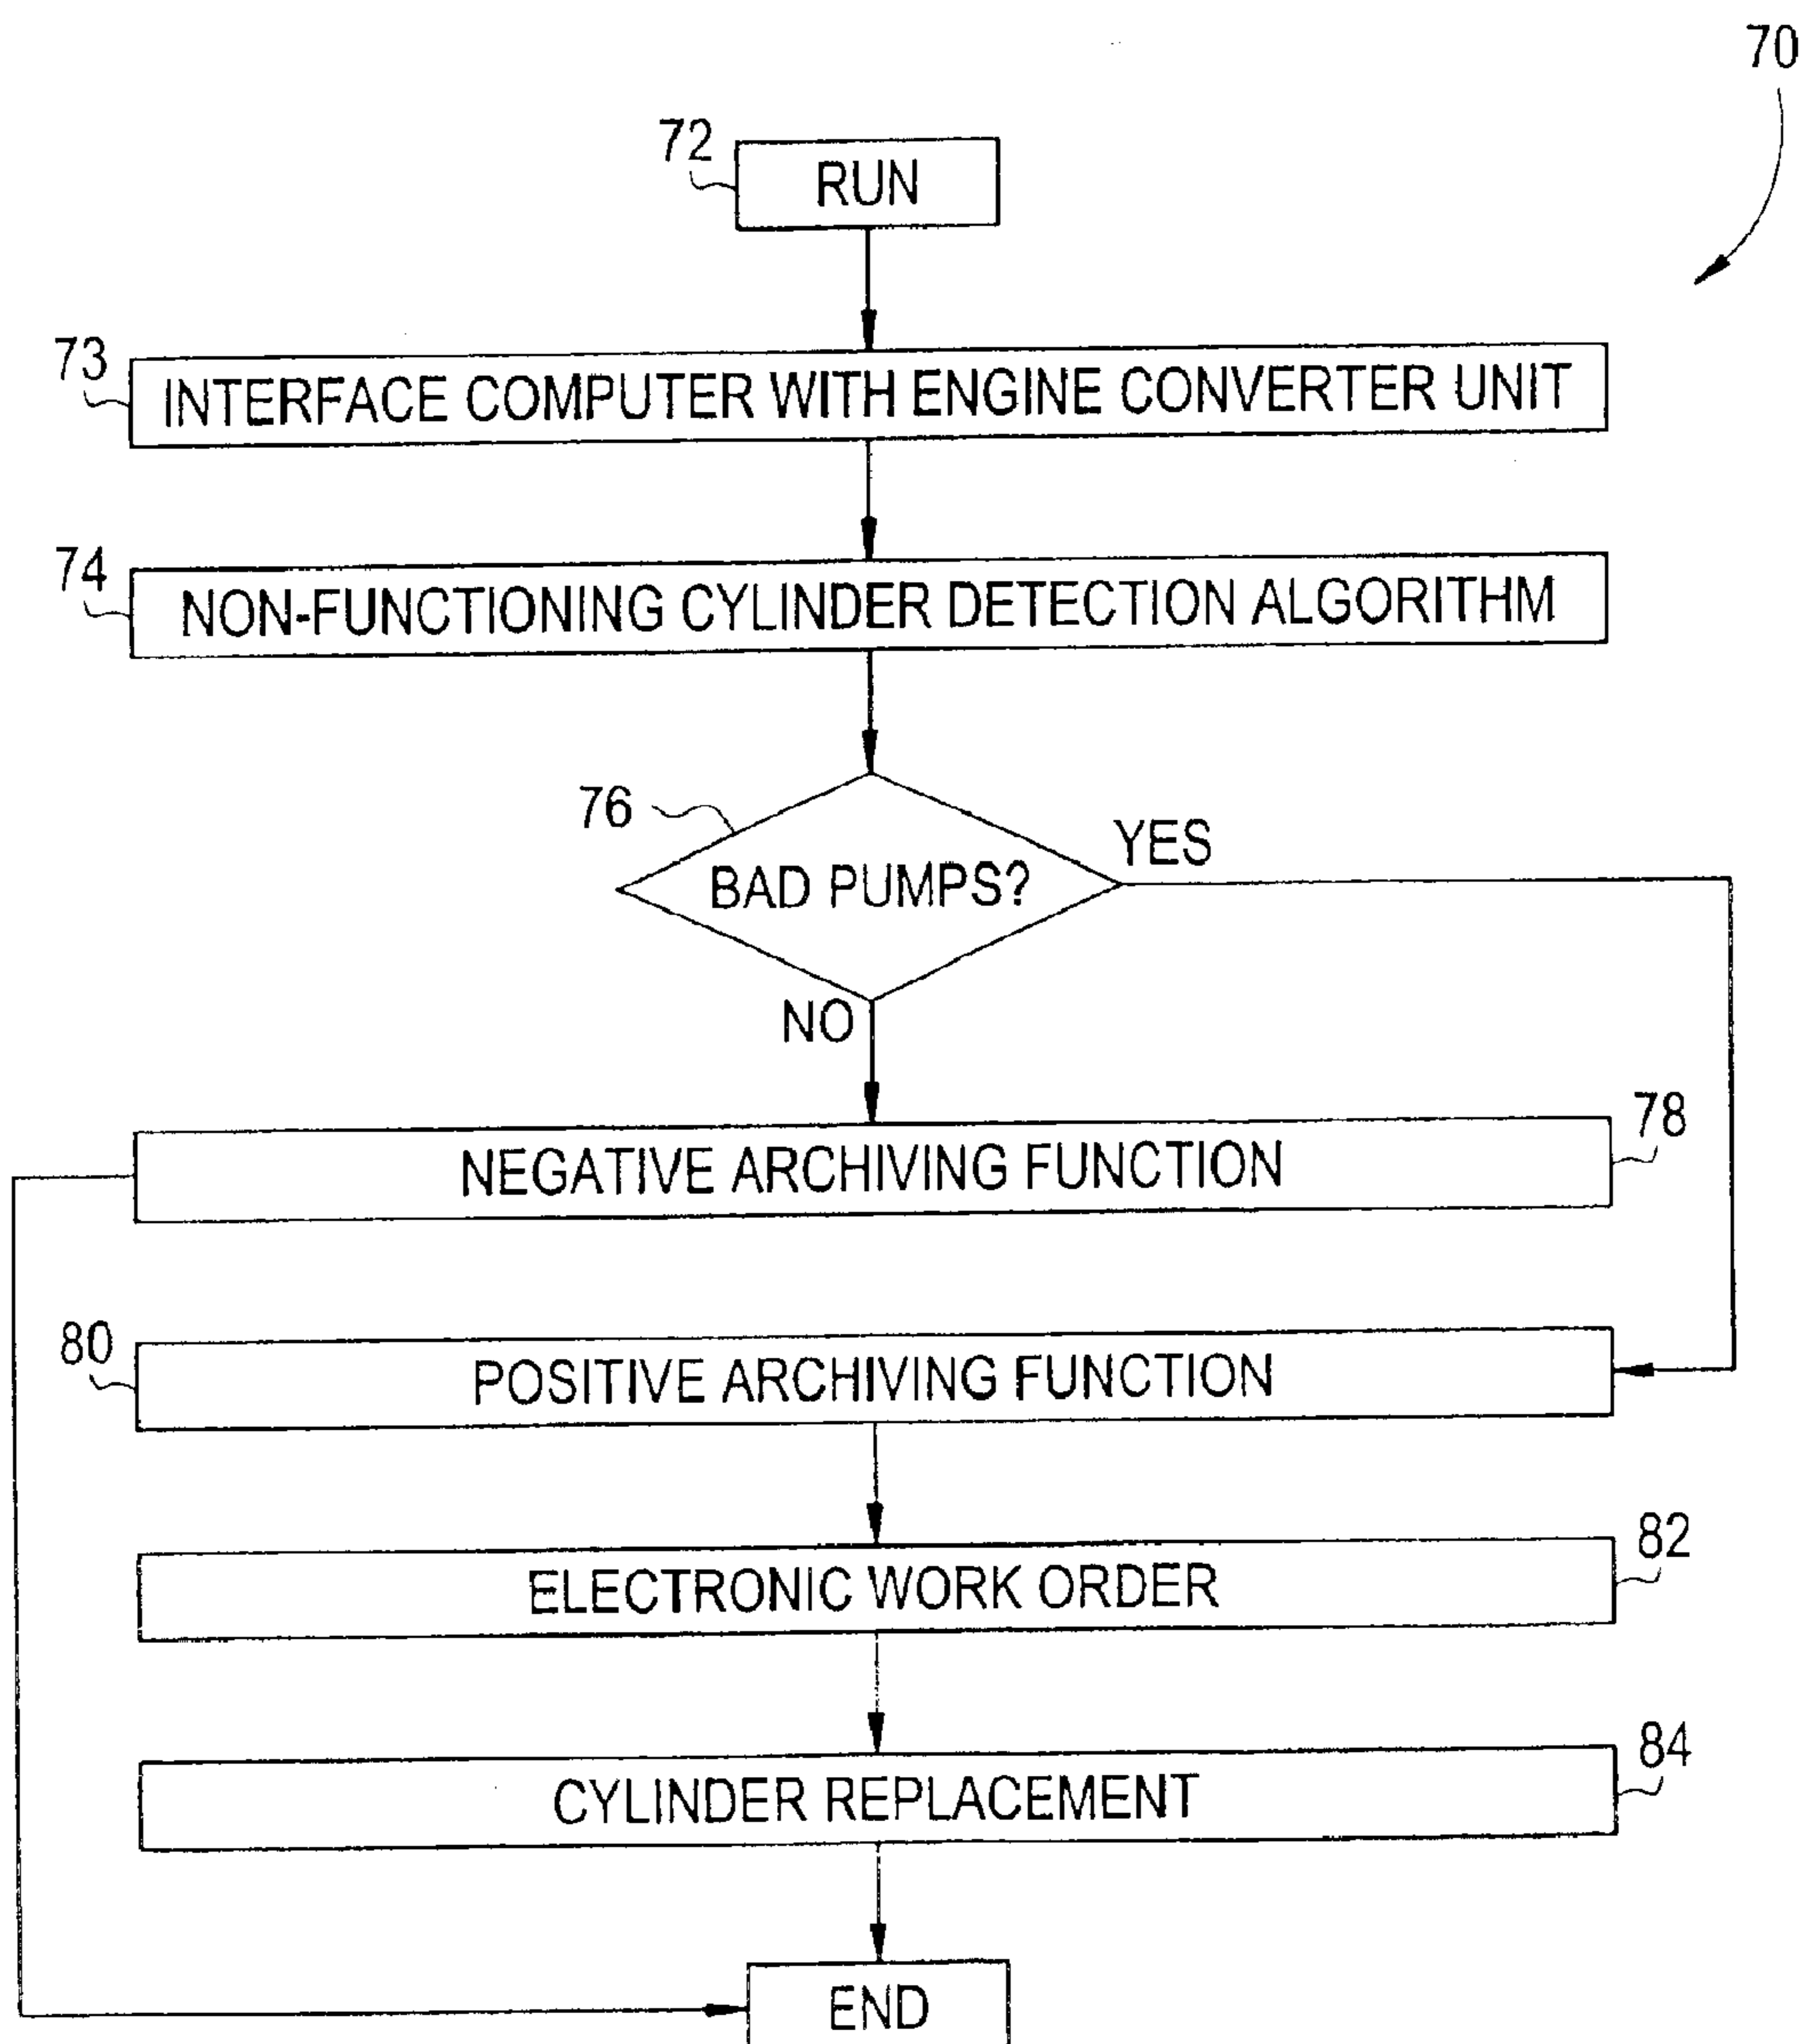 70
72
RUN
73
INTERFACE COMPUTER WITH ENGINE CONVERTER UNIT
74
NON-FUNCTIONING CYLINDER DETECTION ALGORITHM
76
BAD PUMPS?
YES
NO
78
NEGATIVE ARCHIVING FUNCTION
80
POSITIVE ARCHIVING FUNCTION
82
ELECTRONIC WORK ORDER
84
CYLINDER REPLACEMENT
END